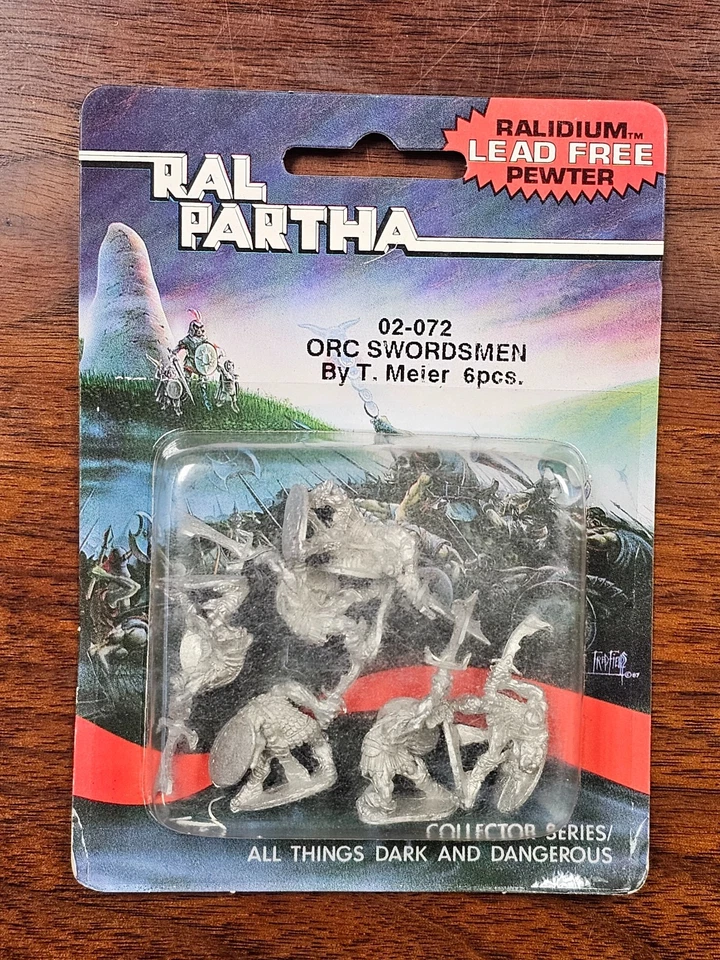 RALIDIUM™
LEAD FREE
PEWTER
RAL
PARTHA
02-072
ORC SWORDSMEN
By T. Meier 6pcs.
©87
COLLECTOR SERIES/
ALL THINGS DARK AND DANGEROUS